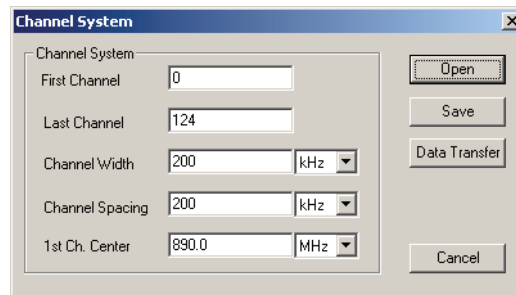 Channel System
Channel System
First Channel 0
Last Channel 124
Channel Width 200 kHz
Channel Spacing 200 kHz
1st Ch. Center 890.0 MHz
Open
Save
Data Transfer
Cancel